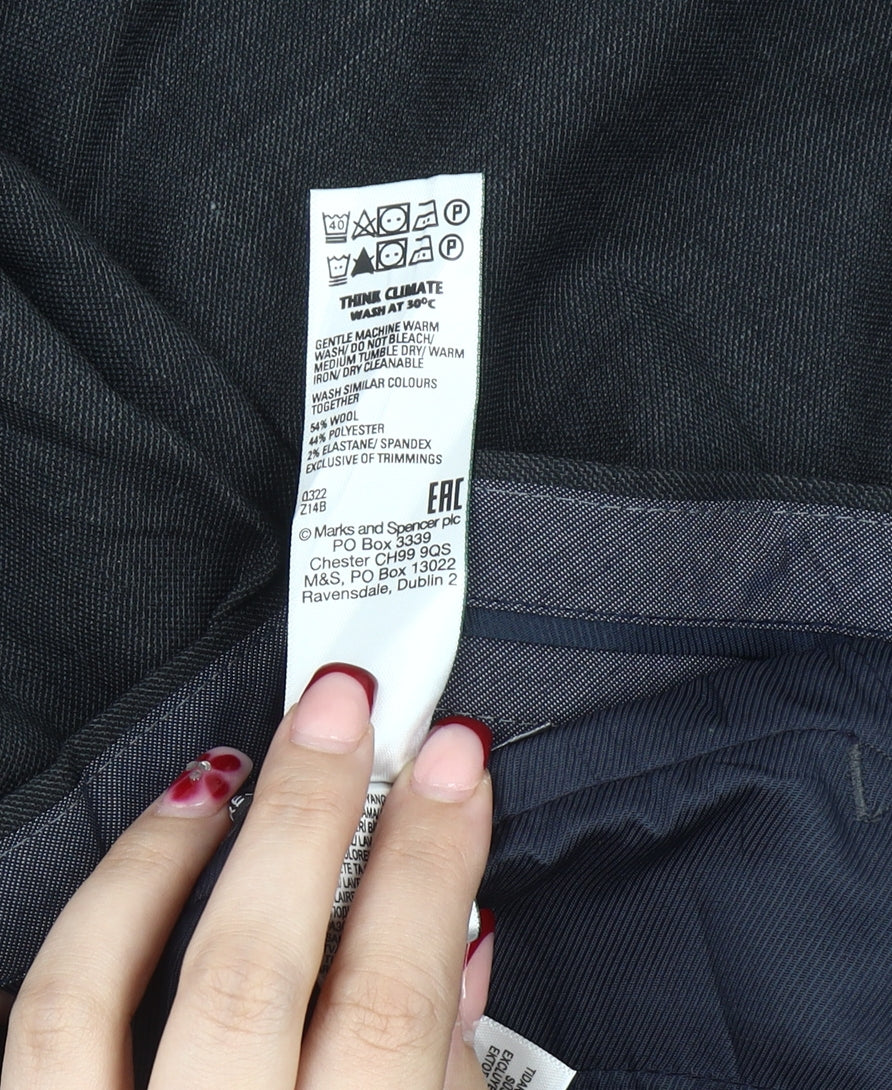 40 P
P
THINK CLIMATE
WASH AT 30°C
GENTLE MACHINE WARM
WASH/ DO NOT BLEACH/
MEDIUM TUMBLE DRY/ WARM
IRON/ DRY CLEANABLE
WASH SIMILAR COLOURS
TOGETHER
54% WOOL
44% POLYESTER
2% ELASTANE/ SPANDEX
EXCLUSIVE OF TRIMMINGS
0322
Z14B
EAC
© Marks and Spencer plc
PO Box 3339
Chester CH99 9QS
M&S, PO Box 13022
Ravensdale, Dublin 2